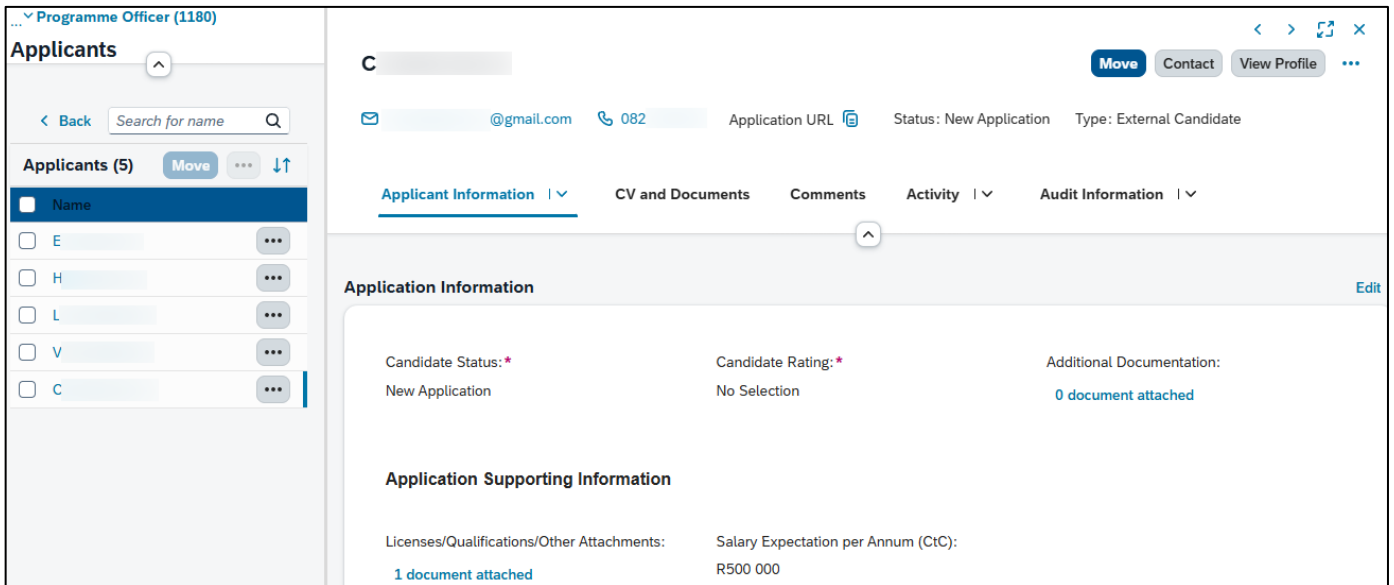 ... Programme Officer (1180)
Applicants
Back
Search for name
Applicants (5) Move
Name
E
H
L
V
C
C
Move Contact View Profile
@gmail.com 082 Application URL Status: New Application Type: External Candidate
Applicant Information CV and Documents Comments Activity Audit Information
Application Information Edit
Candidate Status:* Candidate Rating:* Additional Documentation:
New Application No Selection 0 document attached
Application Supporting Information
Licenses/Qualifications/Other Attachments: Salary Expectation per Annum (CtC):
1 document attached R500 000